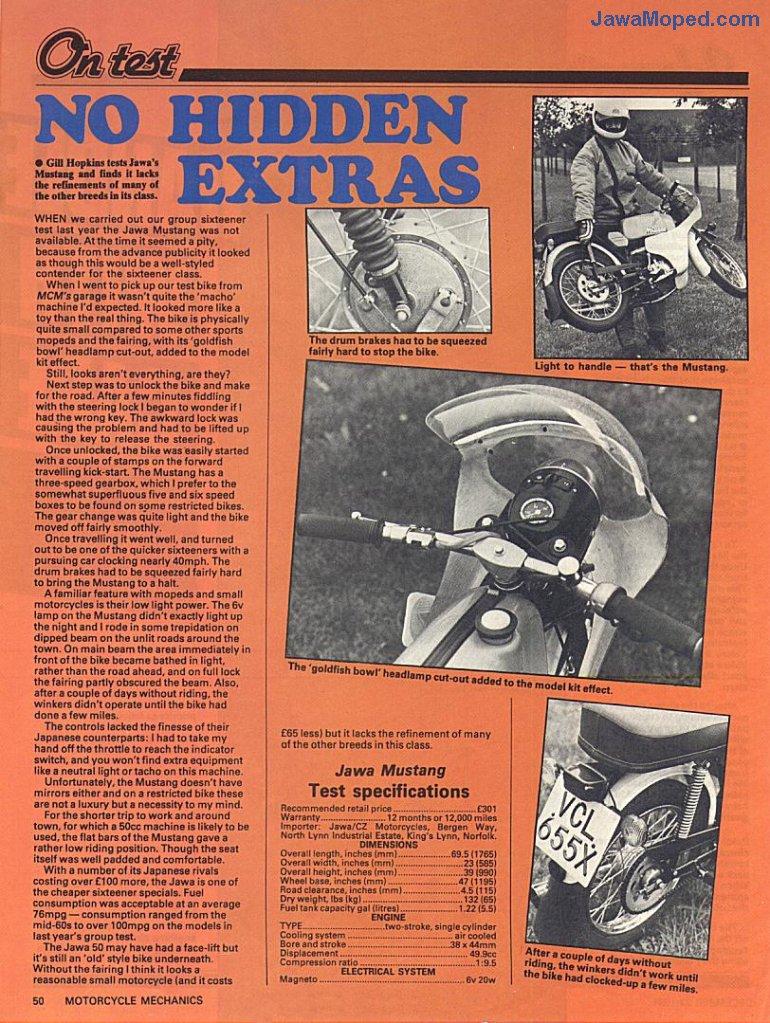 JawaMoped.com
On test
NO HIDDEN
EXTRAS
● Gill Hopkins tests Jawa's
Mustang and finds it lacks
the refinements of many of
the other breeds in its class.
WHEN we carried out our group sixteener
test last year the Jawa Mustang was not
available. At the time it seemed a pity,
because from the advance publicity it looked
as though this would be a well-styled
contender for the sixteener class.
When I went to pick up our test bike from
MCM's garage it wasn't quite the 'macho'
machine I'd expected. It looked more like a
toy than the real thing. The bike is physically
quite small compared to some other sports
mopeds and the fairing, with its 'goldfish
bowl' headlamp cut-out, added to the model
kit effect.
Still, looks aren't everything, are they?
Next step was to unlock the bike and make
for the road. After a few minutes fiddling
with the steering lock I began to wonder if I
had the wrong key. The awkward lock was
causing the problem and had to be lifted up
with the key to release the steering.
Once unlocked, the bike was easily started
with a couple of stamps on the forward
travelling kick-start. The Mustang has a
three-speed gearbox, which I prefer to the
somewhat superfluous five and six speed
boxes to be found on some restricted bikes.
The gear change was quite light and the bike
moved off fairly smoothly.
Once travelling it went well, and turned
out to be one of the quicker sixteeners with a
pursuing car clocking nearly 40mph. The
drum brakes had to be squeezed fairly hard
to bring the Mustang to a halt.
A familiar feature with mopeds and small
motorcycles is their low light power. The 6v
lamp on the Mustang didn't exactly light up
the night and I rode in some trepidation on
dipped beam on the unlit roads around the
town. On main beam the area immediately in
front of the bike became bathed in light,
rather than the road ahead, and on full lock
the fairing partly obscured the beam. Also,
after a couple of days without riding, the
winkers didn't operate until the bike had
done a few miles.
The controls lacked the finesse of their
Japanese counterparts: I had to take my
hand off the throttle to reach the indicator
switch, and you won't find extra equipment
like a neutral light or tacho on this machine.
Unfortunately, the Mustang doesn't have
mirrors either and on a restricted bike these
are not a luxury but a necessity to my mind.
For the shorter trip to work and around
town, for which a 50cc machine is likely to be
used, the flat bars of the Mustang gave a
rather low riding position. Though the seat
itself was well padded and comfortable.
With a number of its Japanese rivals
costing over £100 more, the Jawa is one of
the cheaper sixteener specials. Fuel
consumption was acceptable at an average
76mpg — consumption ranged from the
mid-60s to over 100mpg on the models in
last year's group test.
The Jawa 50 may have had a face-lift but
it's still an 'old' style bike underneath.
Without the fairing I think it looks a
reasonable small motorcycle (and it costs
The drum brakes had to be squeezed
fairly hard to stop the bike.
Light to handle — that's the Mustang.
The 'goldfish bowl' headlamp cut-out added to the model kit effect.
£65 less) but it lacks the refinement of many
of the other breeds in this class.
Jawa Mustang
Test specifications
Recommended retail price ........ £301
Warranty ........ 12 months or 12,000 miles
Importer: Jawa/CZ Motorcycles, Bergen Way,
North Lynn Industrial Estate, King's Lynn, Norfolk.
DIMENSIONS
Overall length, inches (mm) ........ 69.5 (1765)
Overall width, inches (mm) ........ 23 (585)
Overall height, inches (mm) ........ 39 (990)
Wheel base, inches (mm) ........ 47 (1195)
Road clearance, inches (mm) ........ 4.5 (115)
Dry weight, lbs (kg) ........ 132 (65)
Fuel tank capacity gal (litres) ........ 1.22 (5.5)
ENGINE
TYPE ........ two-stroke, single cylinder
Cooling system ........ air cooled
Bore and stroke ........ 38 x 44mm
Displacement ........ 49.9cc
Compression ratio ........ 1:9.5
ELECTRICAL SYSTEM
Magneto ........ 6v 20w
VCL
655X
After a couple of days without
riding, the winkers didn't work until
the bike had clocked-up a few miles.
50 MOTORCYCLE MECHANICS